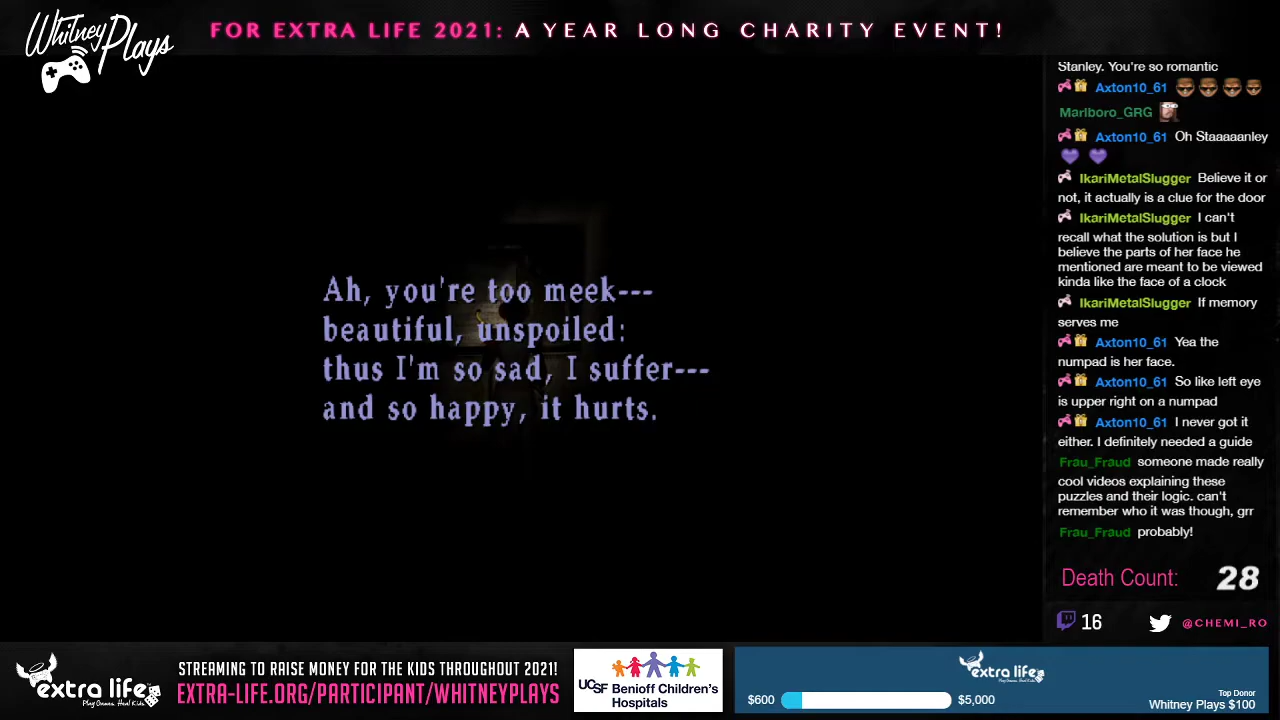 Whitney Plays
FOR EXTRA LIFE 2021: A YEAR LONG CHARITY EVENT!
Ah, you're too meek---
beautiful, unspoiled:
thus I'm so sad, I suffer---
and so happy, it hurts.
Stanley. You're so romantic
Axton10_61
Marlboro_GRG
Axton10_61 Oh Staaaaanley
IkariMetalSlugger Believe it or
not, it actually is a clue for the door
IkariMetalSlugger I can't
recall what the solution is but I
believe the parts of her face he
mentioned are meant to be viewed
kinda like the face of a clock
IkariMetalSlugger If memory
serves me
Axton10_61 Yea the
numpad is her face.
Axton10_61 So like left eye
is upper right on a numpad
Axton10_61 I never got it
either. I definitely needed a guide
Frau_Fraud someone made really
cool videos explaining these
puzzles and their logic. can't
remember who it was though, grr
Frau_Fraud probably!
Death Count: 28
16 @CHEMI_RO
extra life
Play Games. Heal Kids.
STREAMING TO RAISE MONEY FOR THE KIDS THROUGHOUT 2021!
EXTRA-LIFE.ORG/PARTICIPANT/WHITNEYPLAYS
UCSF Benioff Children's
Hospitals
extra life
$600 $5,000
Top Donor
Whitney Plays $100